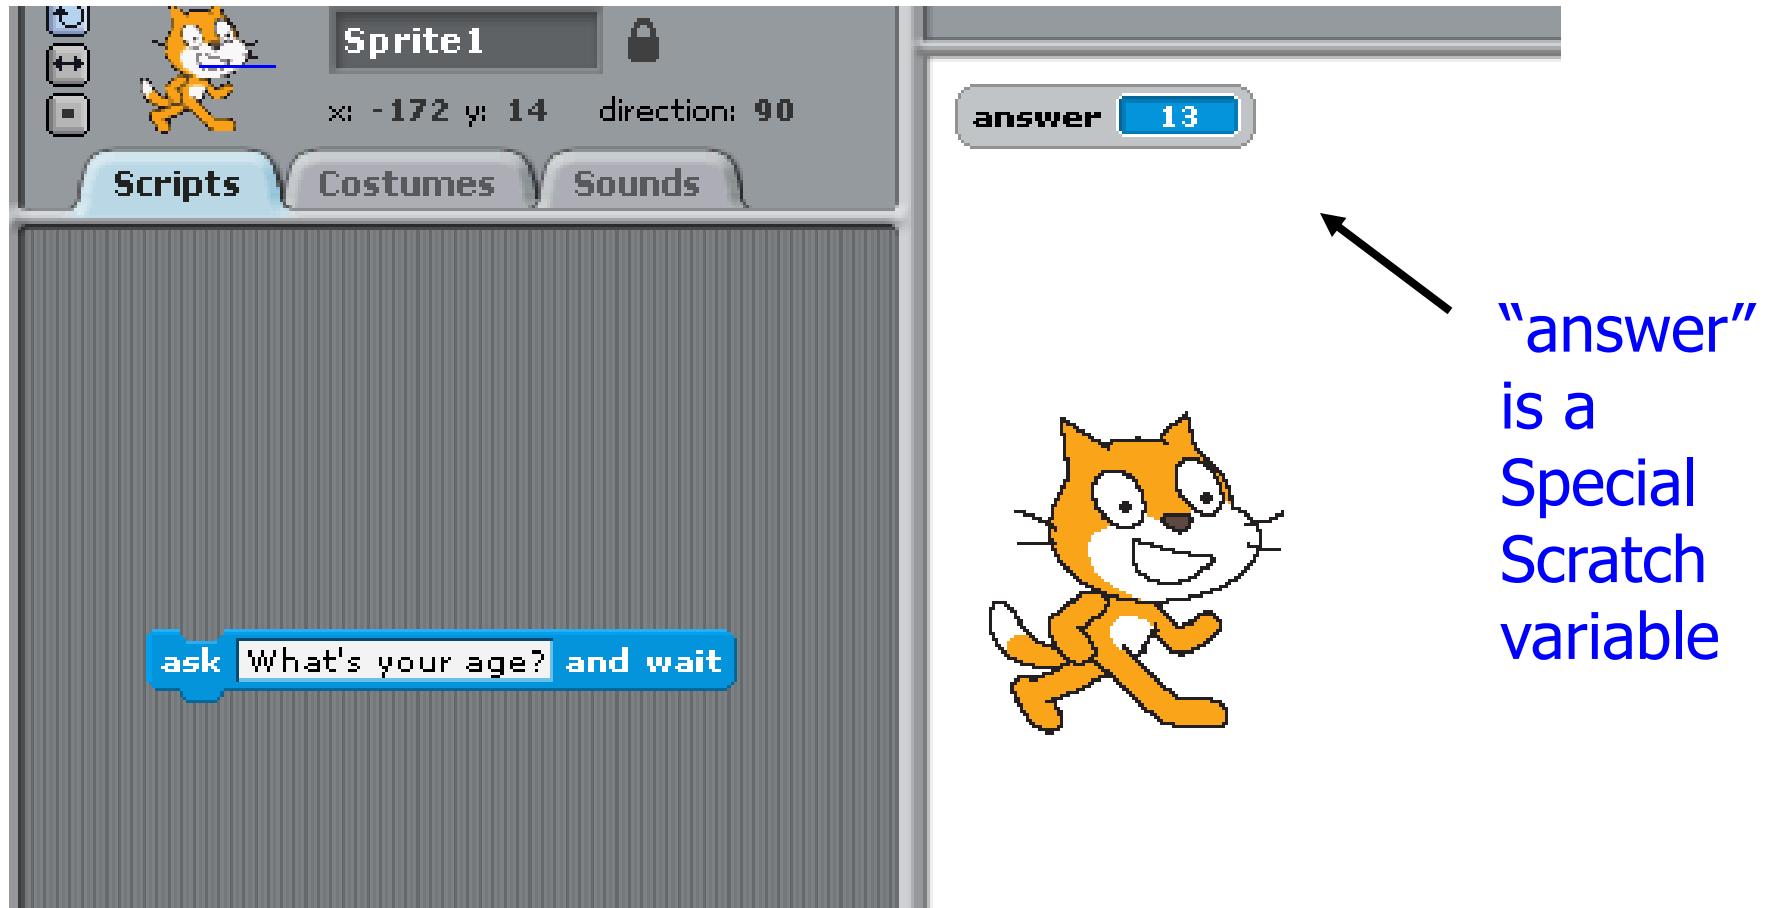 Sprite1
x: -172 y: 14 direction: 90
Scripts Costumes Sounds
ask What's your age? and wait
answer 13
“answer”
is a
Special
Scratch
variable